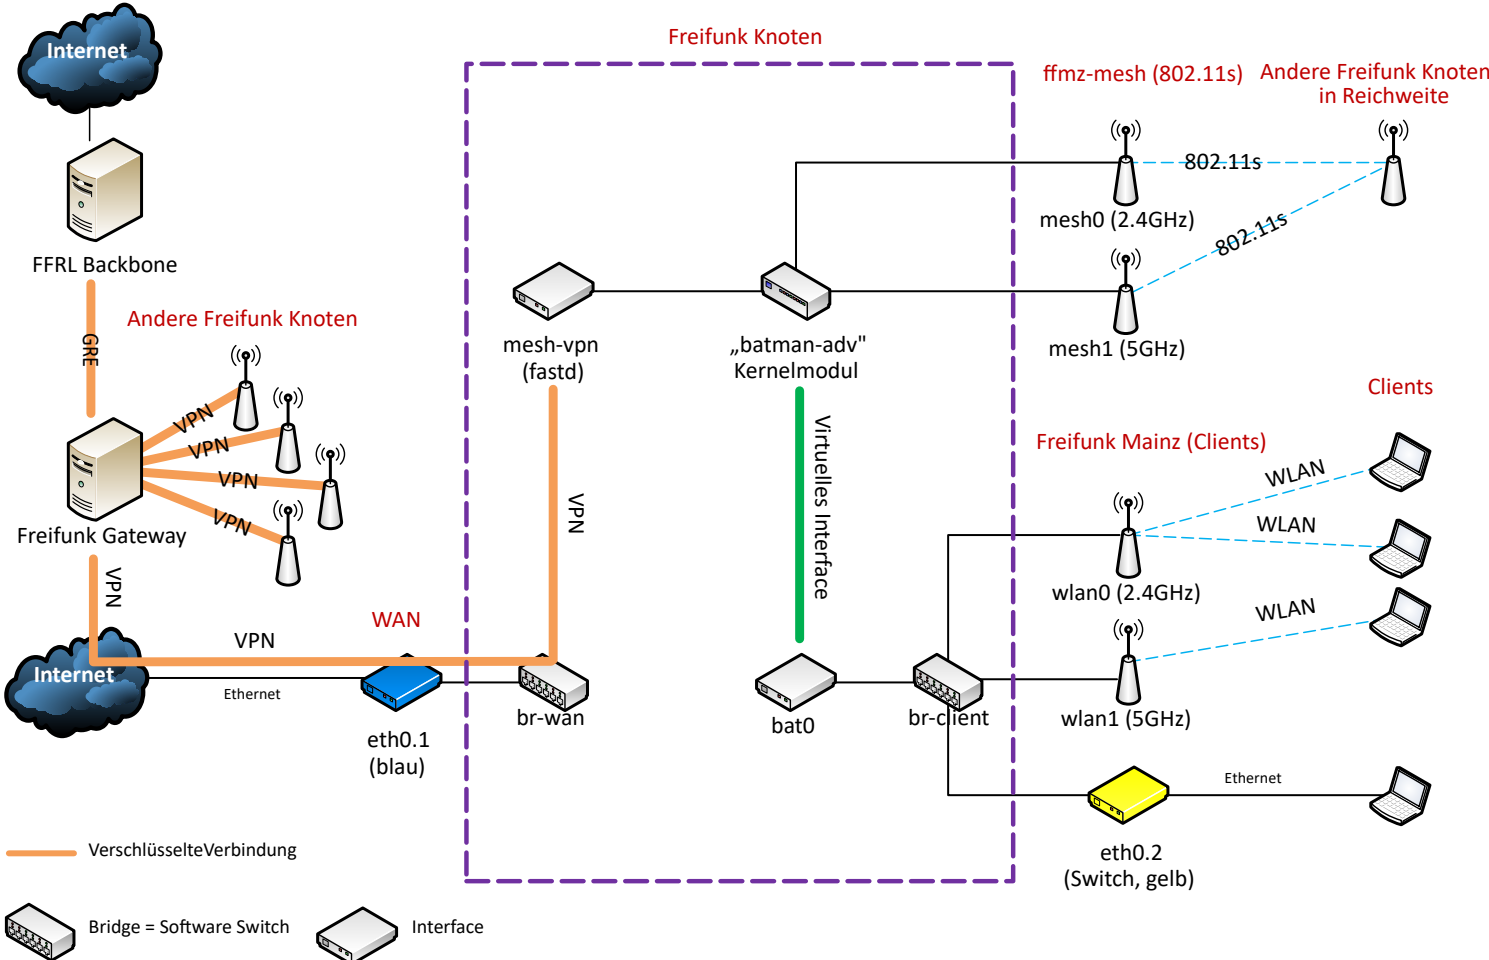 Internet
FFRL Backbone
GRE
Andere Freifunk Knoten
VPN
VPN
VPN
VPN
Freifunk Gateway
VPN
VPN
Internet
Ethernet
WAN
eth0.1
(blau)
Freifunk Knoten
mesh-vpn
(fastd)
VPN
br-wan
„batman-adv"
Kernelmodul
Virtuelles Interface
bat0
br-client
ffmz-mesh (802.11s)
Andere Freifunk Knoten
in Reichweite
802.11s
mesh0 (2.4GHz)
802.11s
mesh1 (5GHz)
Clients
Freifunk Mainz (Clients)
WLAN
WLAN
wlan0 (2.4GHz)
WLAN
wlan1 (5GHz)
Ethernet
eth0.2
(Switch, gelb)
VerschlüsselteVerbindung
Bridge = Software Switch
Interface